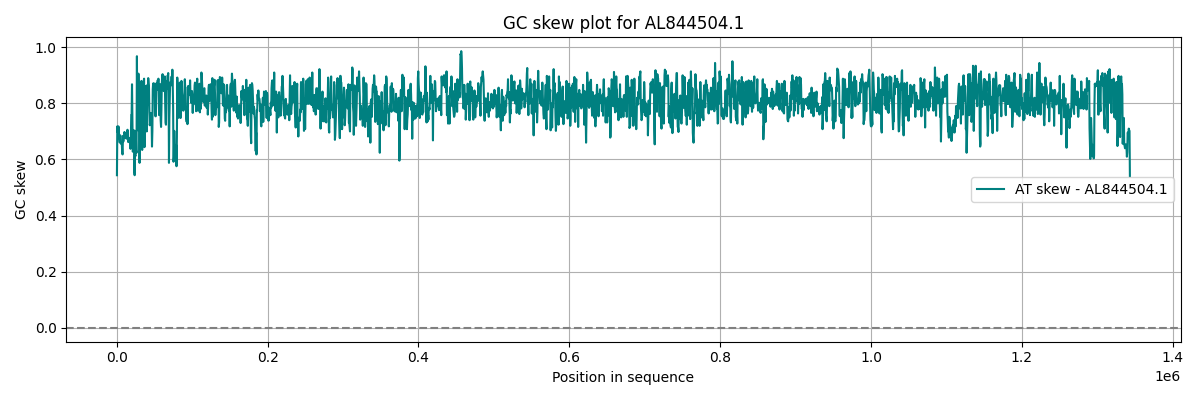 GC skew plot for AL844504.1
GC skew
1.0
0.8
0.6
0.4
0.2
0.0
AT skew - AL844504.1
0.0 0.2 0.4 0.6 0.8 1.0 1.2 1.4
1e6
Position in sequence